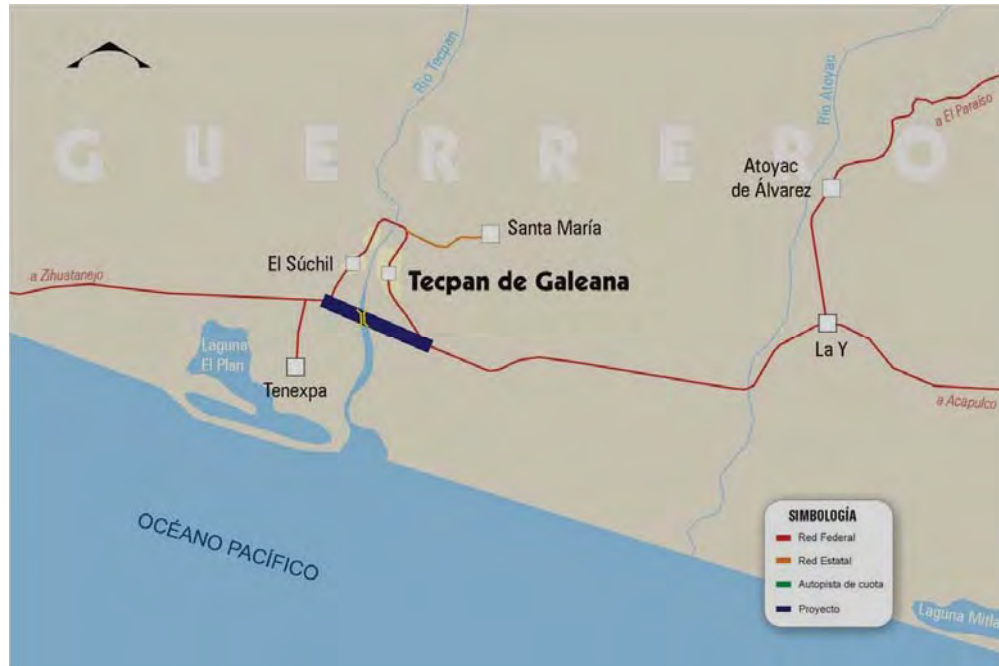 GUERRERO
Río Tecpan
Río Atoyac
a El Paraíso
Atoyac
de Álvarez
Santa María
El Súchil
Tecpan de Galeana
a Zihuatanejo
Laguna
El Plan
Tenexpa
La Y
a Acapulco
OCÉANO PACÍFICO
SIMBOLOGÍA
Red Federal
Red Estatal
Autopista de cuota
Proyecto
Laguna Mitla